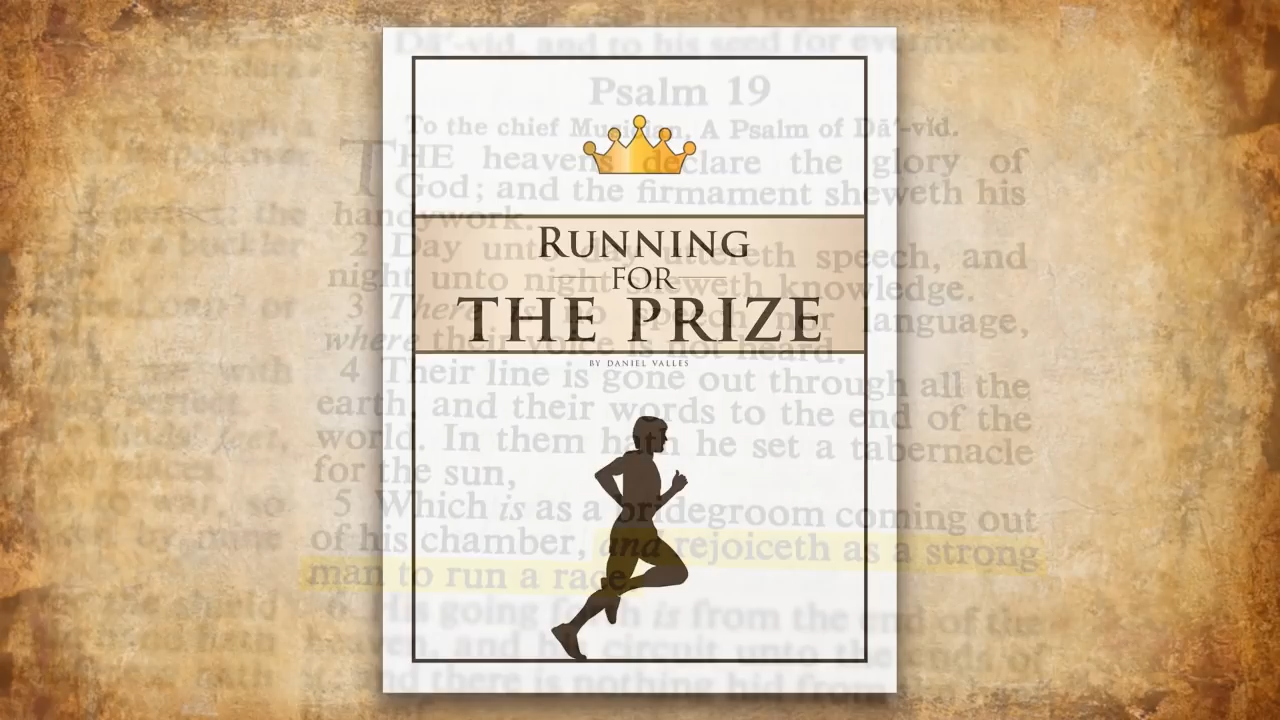 Dā'-vid, and to his seed for evermore.
Psalm 19
To the chief Musician, A Psalm of Dā'-vĭd.
THE heavens declare the glory of
God; and the firmament sheweth his
handywork.
2 Day unto day uttereth speech, and
night unto night sheweth knowledge.
3 There is no speech nor language,
where their voice is not heard.
4 Their line is gone out through all the
earth, and their words to the end of the
world. In them hath he set a tabernacle
for the sun,
5 Which is as a bridegroom coming out
of his chamber, and rejoiceth as a strong
man to run a race.
6 His going forth is from the end of the
heaven, and his circuit unto the ends of
and there is nothing hid from
RUNNING
FOR
THE PRIZE
BY DANIEL VALLES